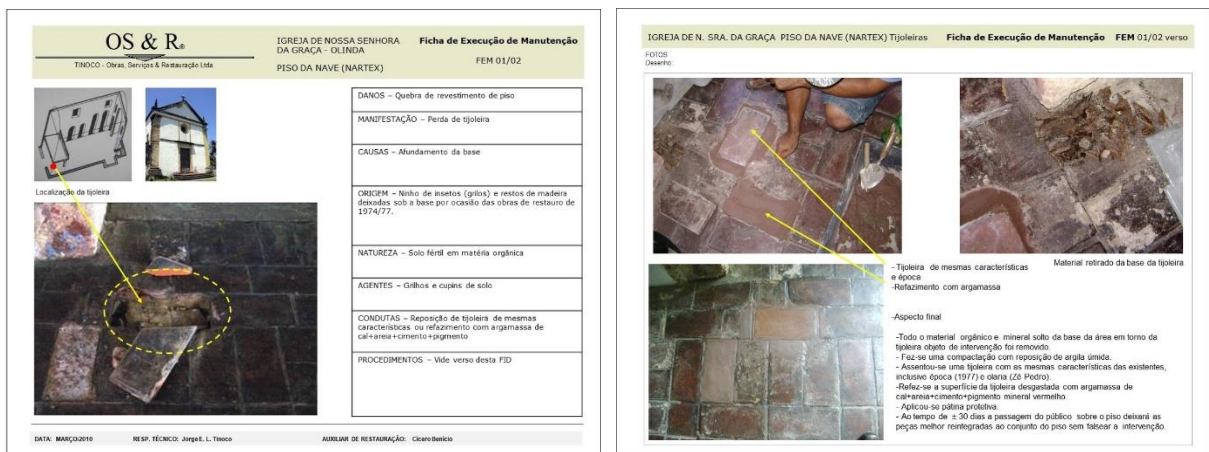 OS & R®
TINOCO - Obras, Serviços & Restauração Ltda.
IGREJA DE NOSSA SENHORA
DA GRAÇA - OLINDA
PISO DA NAVE (NARTEX)
Ficha de Execução de Manutenção
FEM 01/02
Localização da tijoleira
DANOS – Quebra de revestimento de piso
MANIFESTAÇÃO – Perda de tijoleira
CAUSAS – Afundamento da base
ORIGEM – Ninho de insetos (grilos) e restos de madeira
deixadas sob a base por ocasião das obras de restauro de
1974/77.
NATUREZA – Solo fértil em matéria orgânica
AGENTES – Grilhos e cupins de solo
CONDUTAS – Reposição de tijoleira de mesmas
características ou refazimento com argamassa de
cal+areia+cimento+pigmento
PROCEDIMENTOS – Vide verso desta FID
DATA: MARÇO/2010 RESP. TÉCNICO: Jorge E. L. Tinoco AUXILIAR DE RESTAURAÇÃO: Cícero Benício
IGREJA DE N. SRA. DA GRAÇA PISO DA NAVE (NARTEX) Tijoleiras Ficha de Execução de Manutenção FEM 01/02 verso
FOTOS
Desenho:
- Tijoleira de mesmas características
e época
-Refazimento com argamassa
Material retirado da base da tijoleira
-Aspecto final
-Todo o material orgânico e mineral solto da base da área em torno da
tijoleira objeto de intervenção foi removido.
- Fez-se uma compactação com reposição de argila úmida.
- Assentou-se uma tijoleira com as mesmas características das existentes,
inclusive época (1977) e olaria (Zé Pedro).
-Refez-se a superfície da tijoleira desgastada com argamassa de
cal+areia+cimento+pigmento mineral vermelho.
- Aplicou-se pátina protetiva.
- Ao tempo de ± 30 dias a passagem do público sobre o piso deixará as
peças melhor reintegradas ao conjunto do piso sem falsear a intervenção.